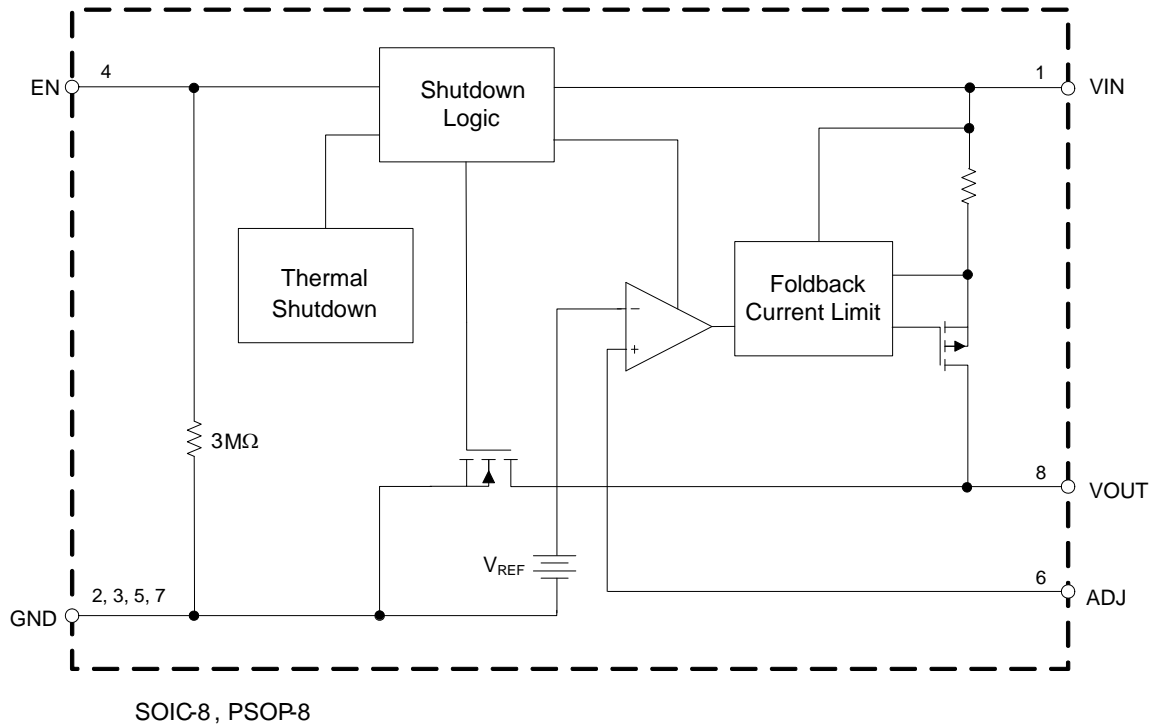 EN
4
Shutdown
Logic
1
VIN
Thermal
Shutdown
−
+
Foldback
Current Limit
3MΩ
8
VOUT
VREF
6
ADJ
GND
2, 3, 5, 7
SOIC-8, PSOP-8